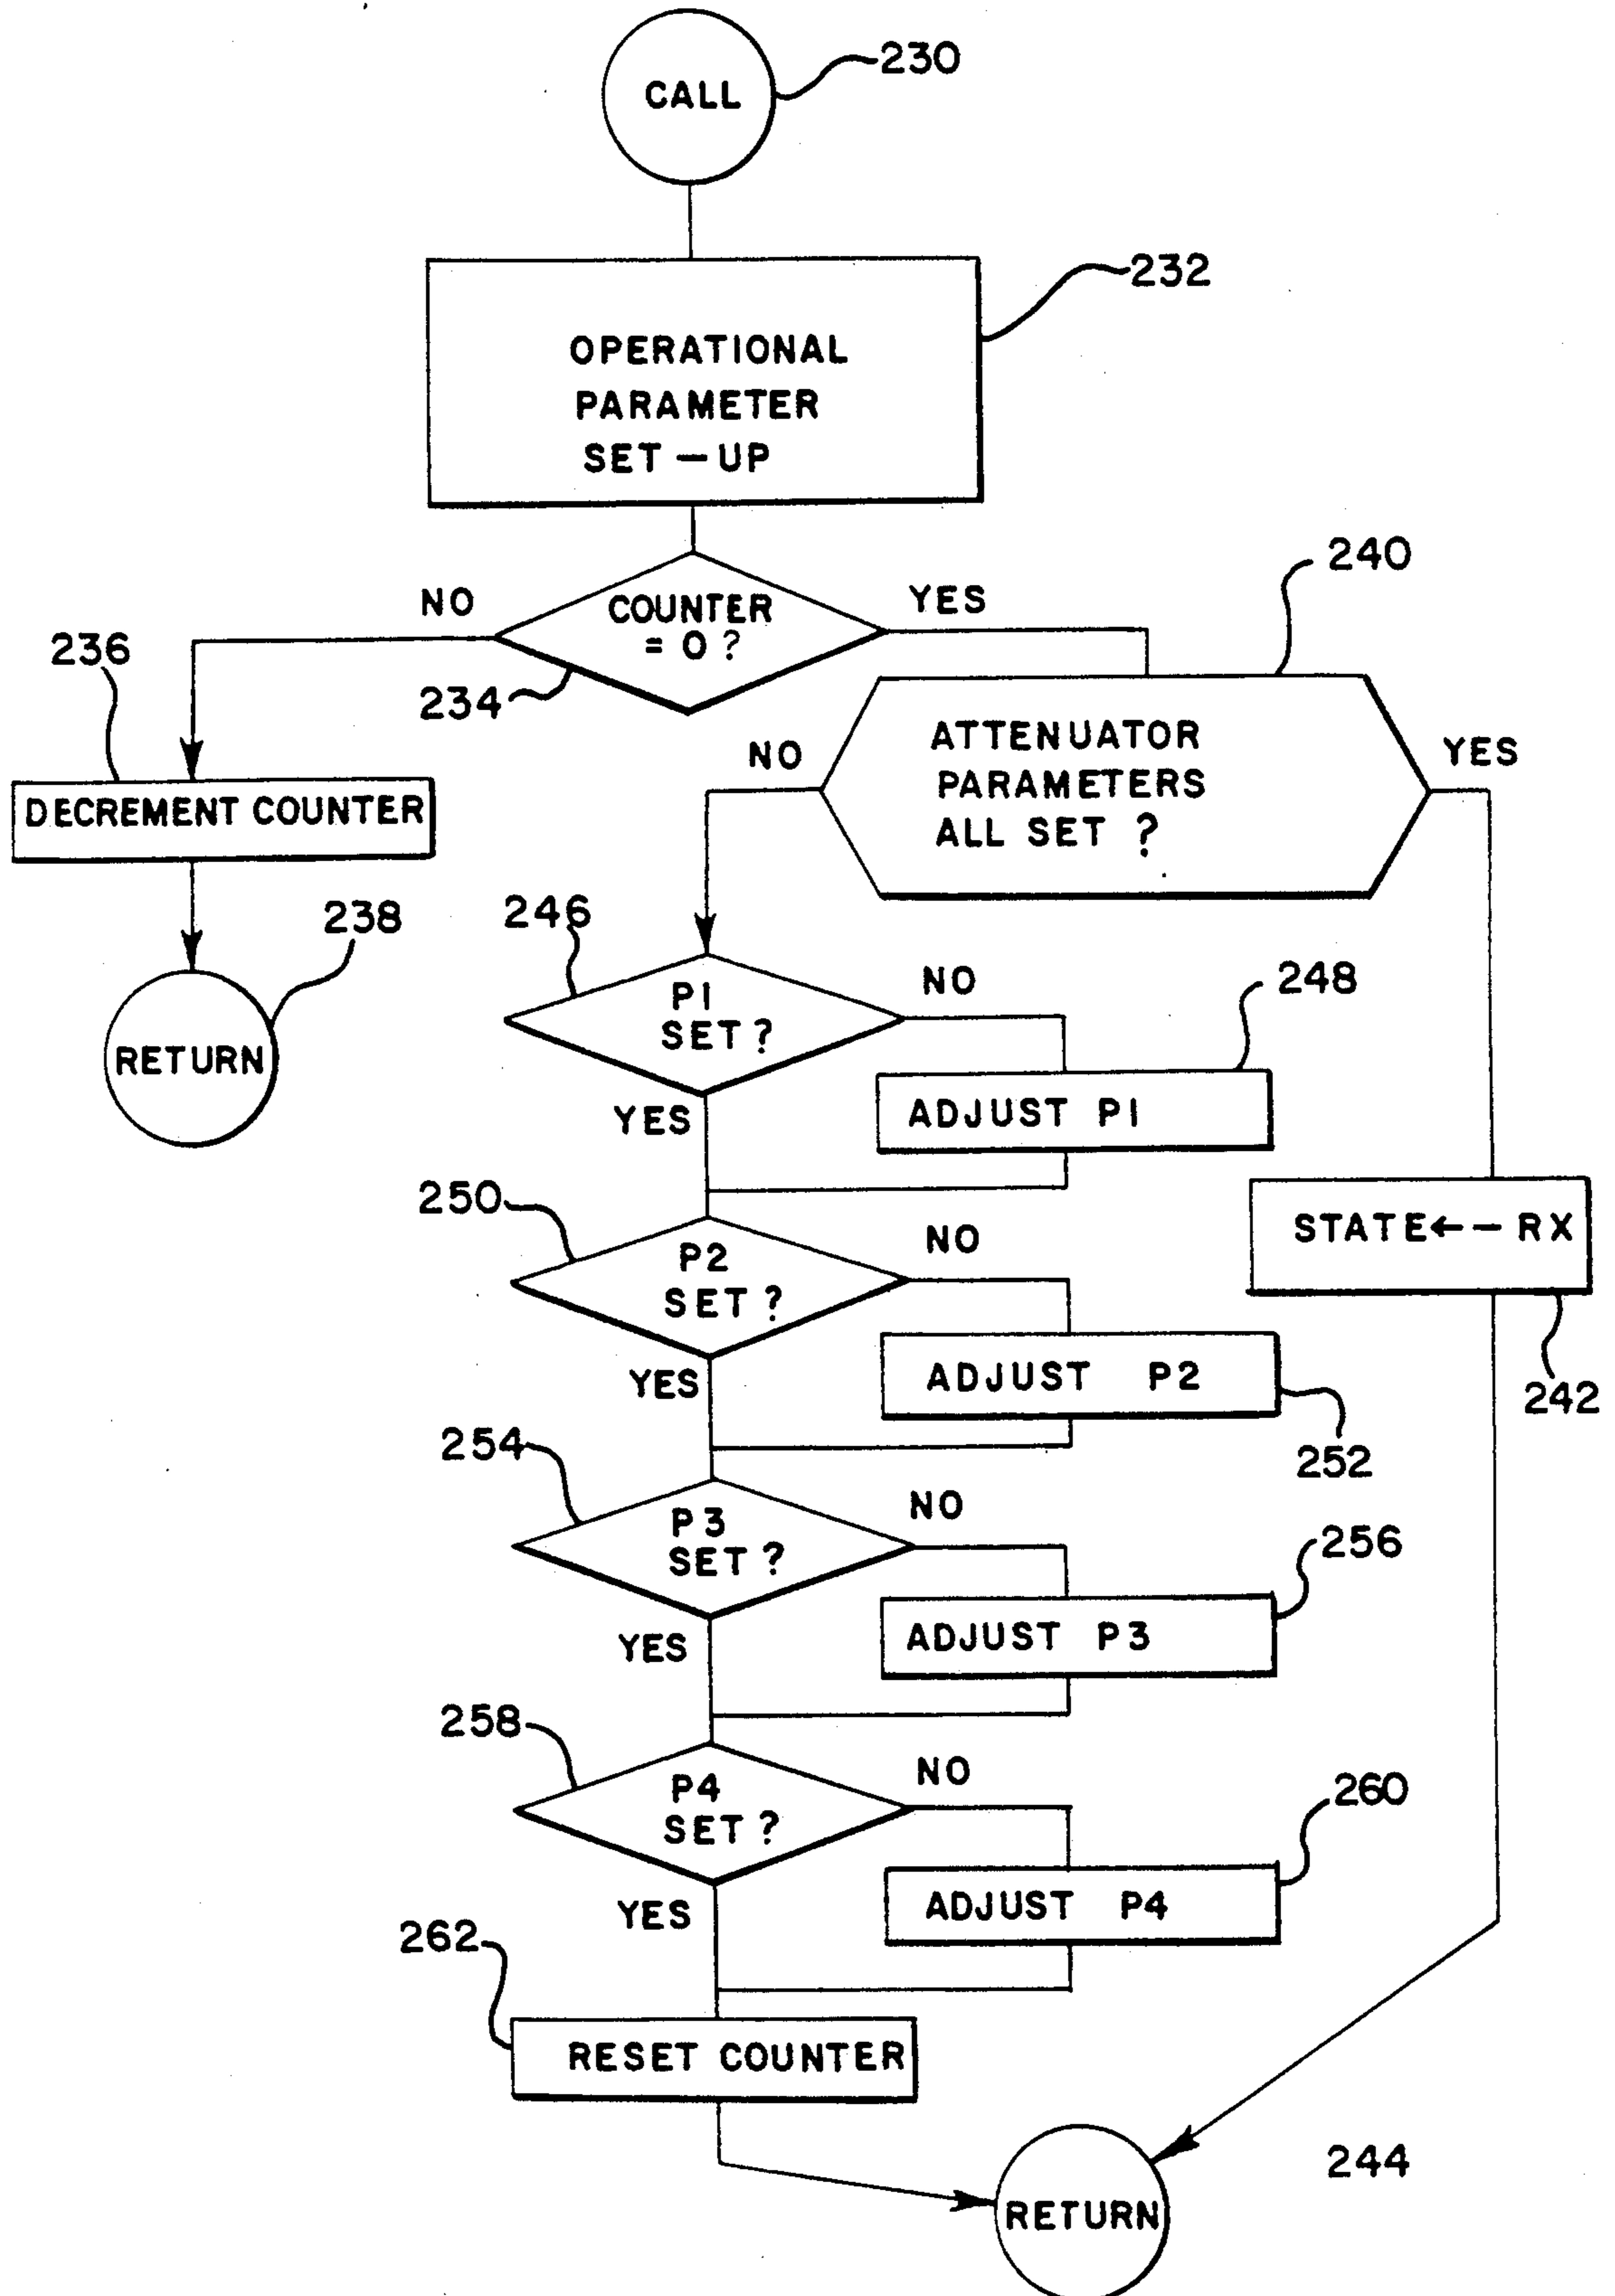 CALL
230
232
OPERATIONAL
PARAMETER
SET - UP
240
NO
COUNTER
= 0 ?
YES
236
234
ATTENUATOR
PARAMETERS
ALL SET ?
NO
YES
DECREMENT COUNTER
238
RETURN
246
P1
SET ?
NO
248
YES
ADJUST P1
250
P2
SET ?
NO
STATE ← - RX
242
YES
ADJUST P2
252
254
P3
SET ?
NO
256
YES
ADJUST P3
258
P4
SET ?
NO
260
YES
ADJUST P4
262
RESET COUNTER
244
RETURN